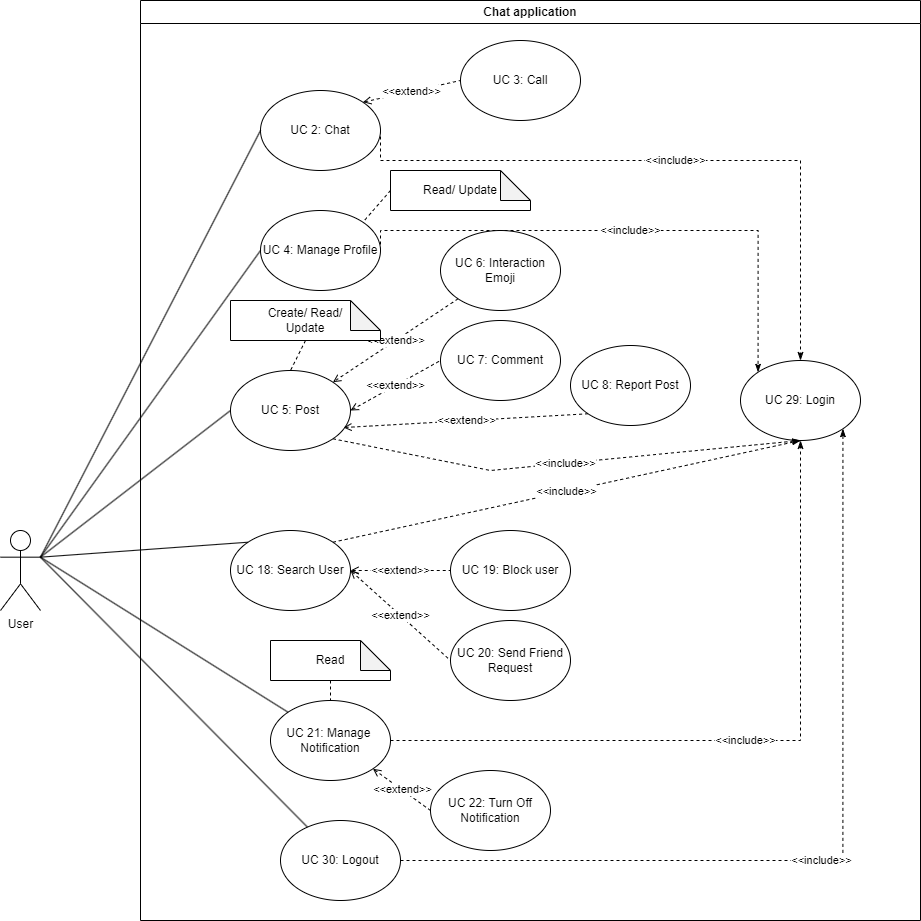 Chat application
UC 3: Call
<<extend>>
UC 2: Chat
<<include>>
Read/ Update
UC 4: Manage Profile
<<include>>
UC 6: Interaction
Emoji
Create/ Read/
Update
<<extend>>
UC 7: Comment
<<extend>>
UC 8: Report Post
UC 29: Login
UC 5: Post
<<extend>>
<<include>>
<<include>>
UC 18: Search User
<<extend>>
UC 19: Block user
<<extend>>
User
UC 20: Send Friend
Request
Read
UC 21: Manage
Notification
<<include>>
<<extend>>
UC 22: Turn Off
Notification
UC 30: Logout
<<include>>